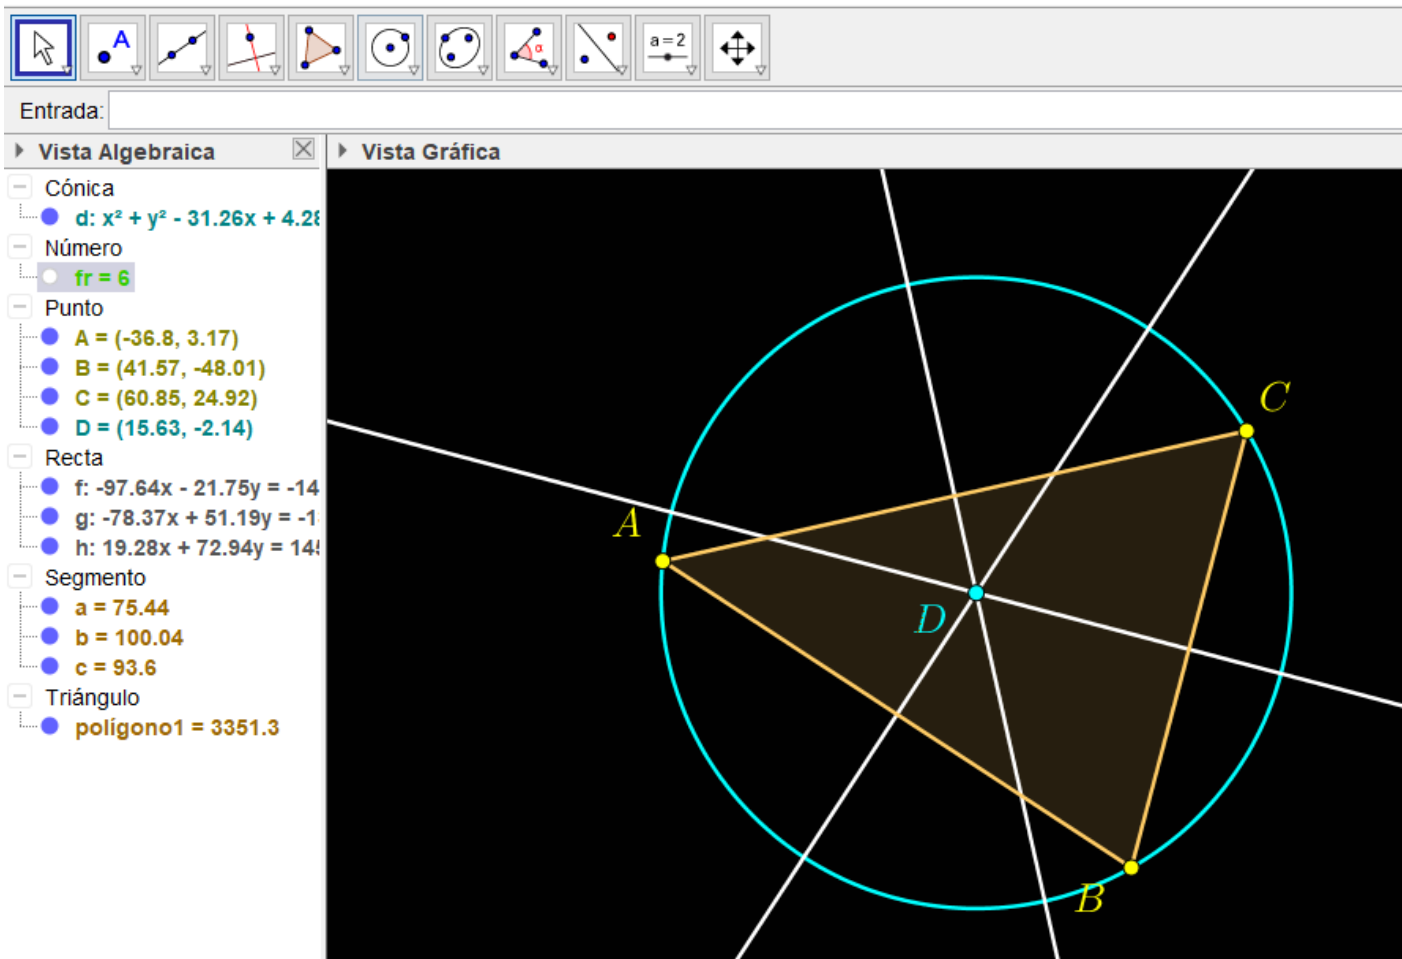 A
α
a=2
Entrada:
Vista Algebraica
Vista Gráfica
Cónica
d: x² + y² - 31.26x + 4.28
Número
fr = 6
Punto
A = (-36.8, 3.17)
B = (41.57, -48.01)
C = (60.85, 24.92)
D = (15.63, -2.14)
Recta
f: -97.64x - 21.75y = -14
g: -78.37x + 51.19y = -1
h: 19.28x + 72.94y = 145
Segmento
a = 75.44
b = 100.04
c = 93.6
Triángulo
polígono1 = 3351.3
C
A
D
B